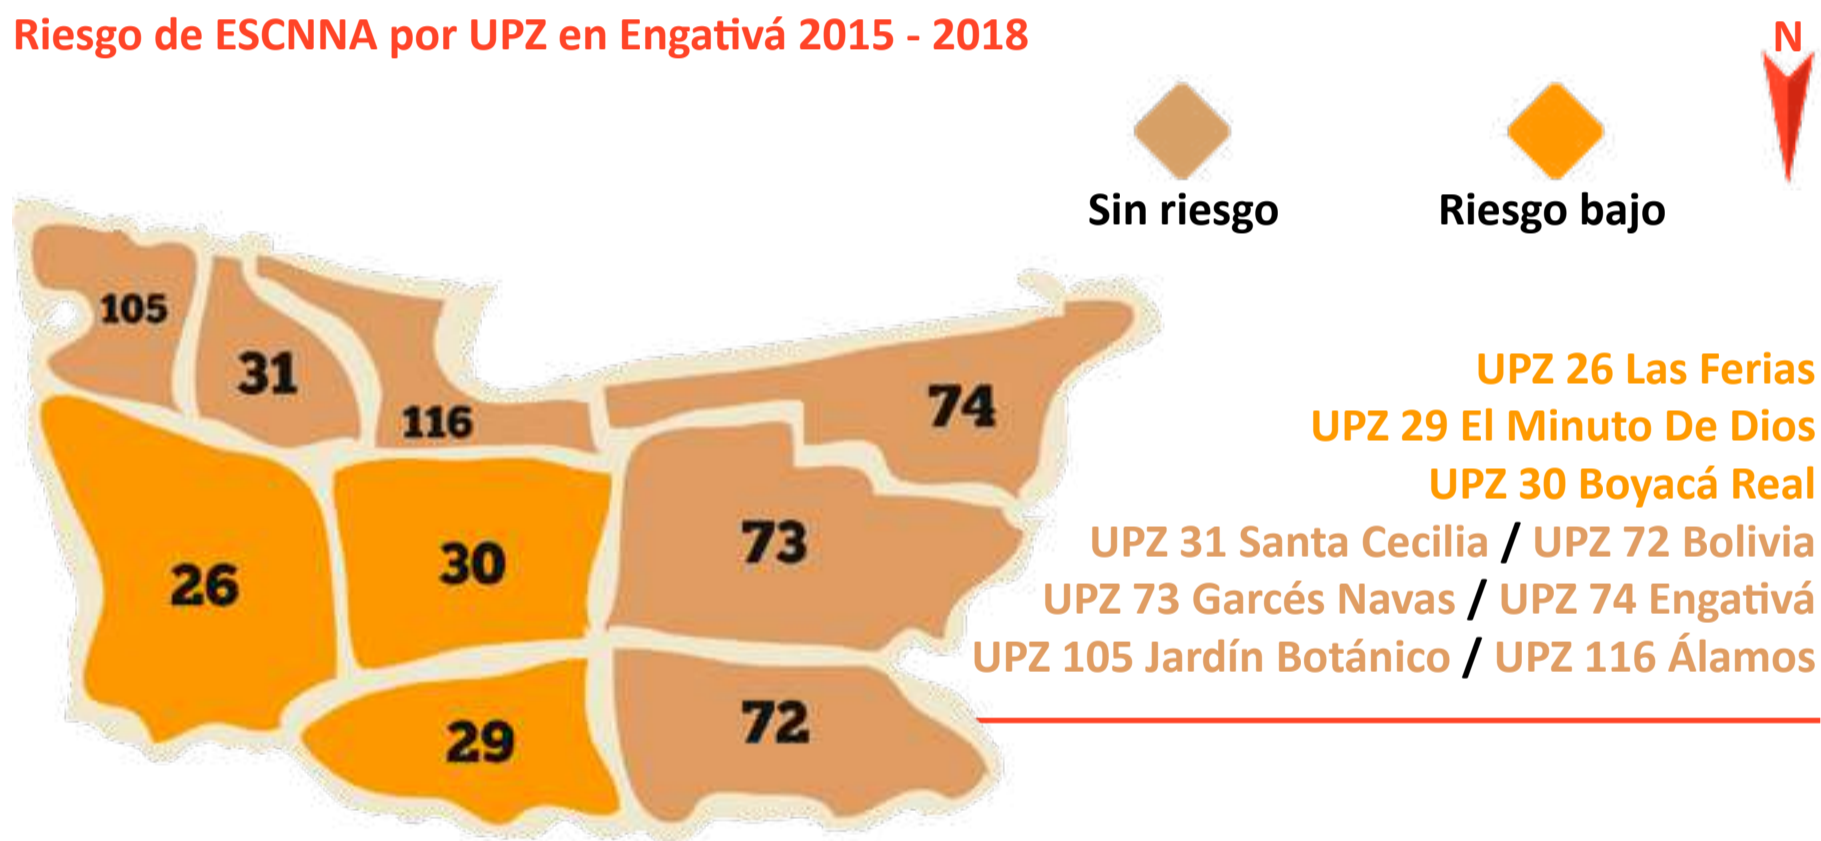 Riesgo de ESCNNA por UPZ en Engativá 2015 - 2018
N
Sin riesgo
Riesgo bajo
105
31
116
74
26
30
73
29
72
UPZ 26 Las Ferias
UPZ 29 El Minuto De Dios
UPZ 30 Boyacá Real
UPZ 31 Santa Cecilia / UPZ 72 Bolivia
UPZ 73 Garcés Navas / UPZ 74 Engativá
UPZ 105 Jardín Botánico / UPZ 116 Álamos